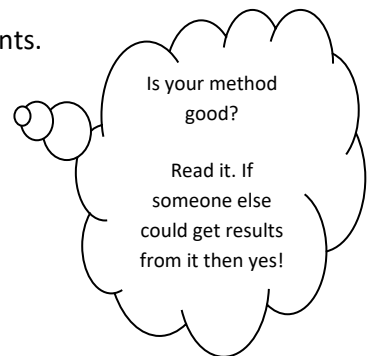 nts.
Is your method
good?
Read it. If
someone else
could get results
from it then yes!